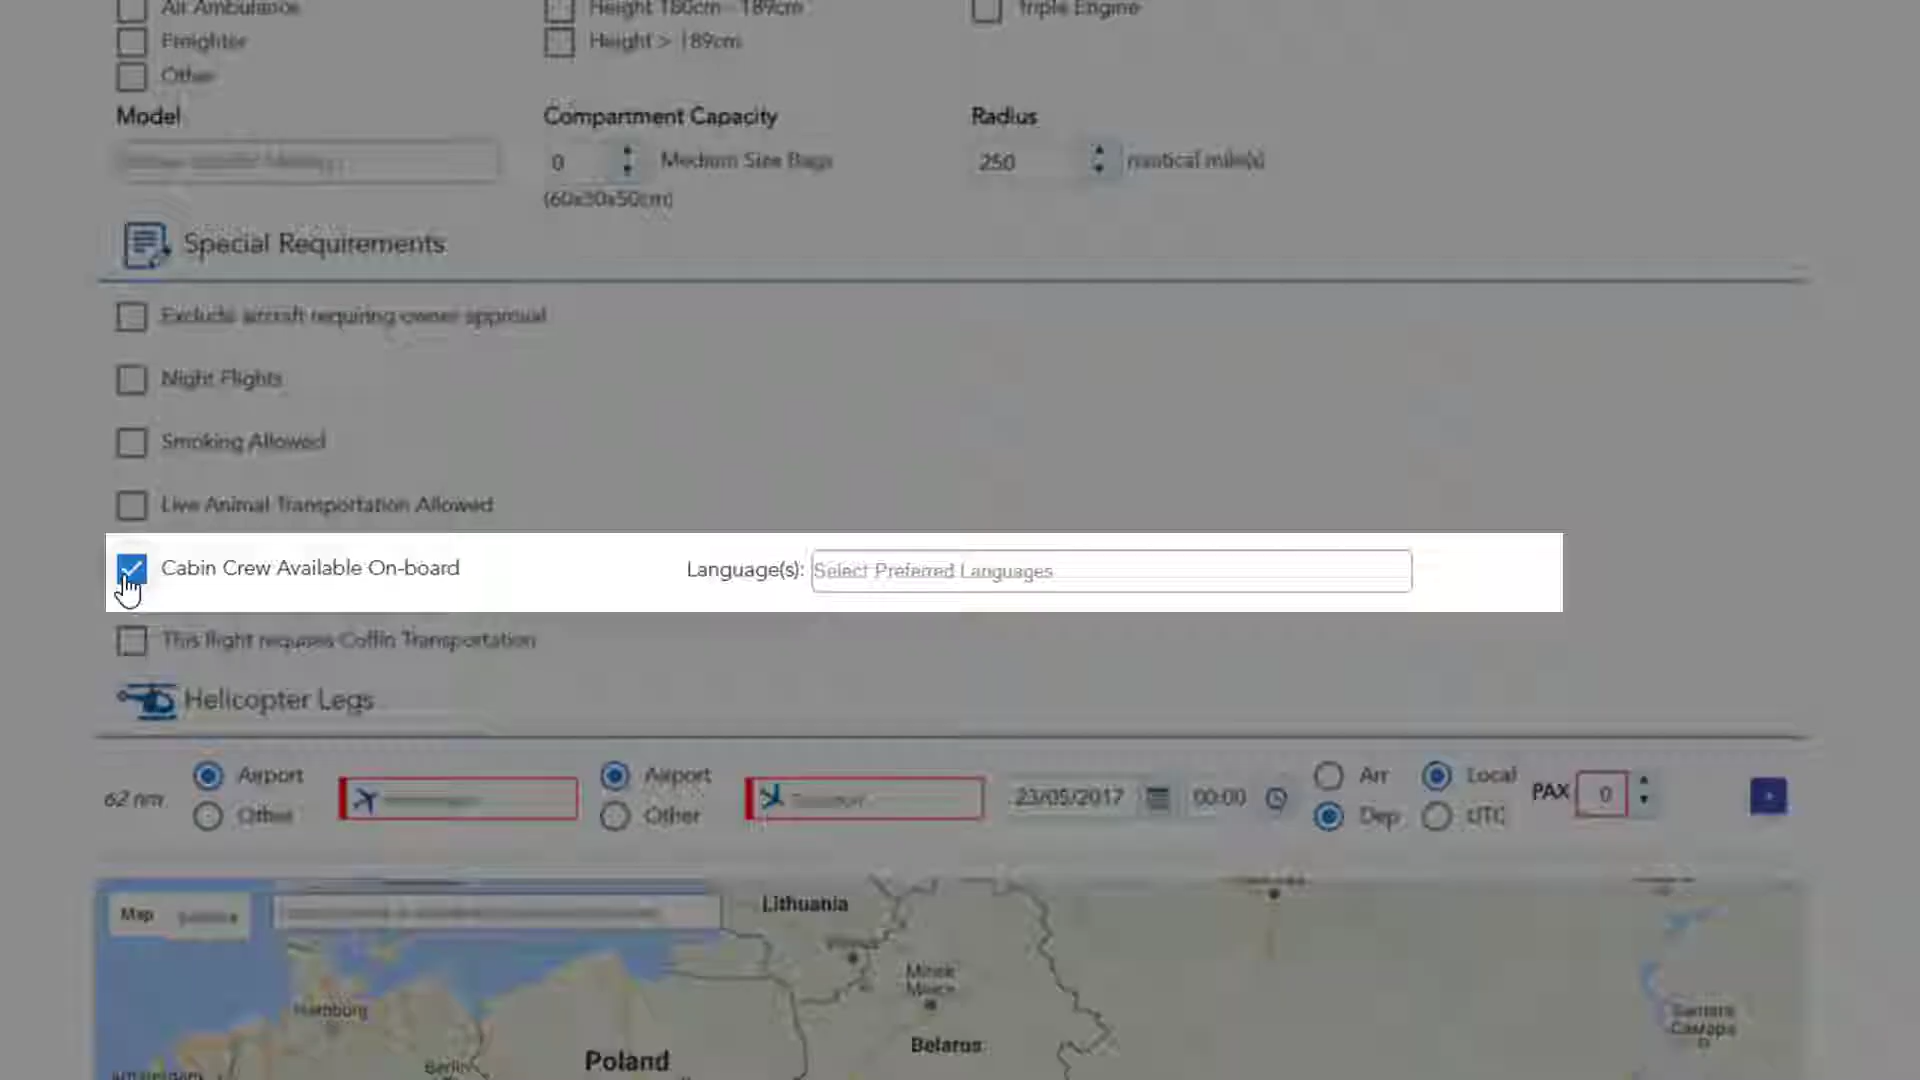 Air Ambulance
Height 180cm - 189cm
Triple Engine
Freighter
Height > 189cm
Other
Model
Compartment Capacity
Radius
0
Medium Size Bags
250
nautical mile(s)
(60x30x50cm)
Special Requirements
Exclude aircraft requiring owner approval
Night Flights
Smoking Allowed
Live Animal Transportation Allowed
Cabin Crew Available On-board
Language(s):
Select Preferred Languages
This flight requires Coffin Transportation
Helicopter Legs
62 nm
Airport
Other
Airport
Other
23/05/2017
00:00
Arr
Dep
Local
UTC
PAX
0
Map
Lithuania
Minsk
Hamburg
Belarus
Samara
Самара
Poland
Berlin
Amsterdam